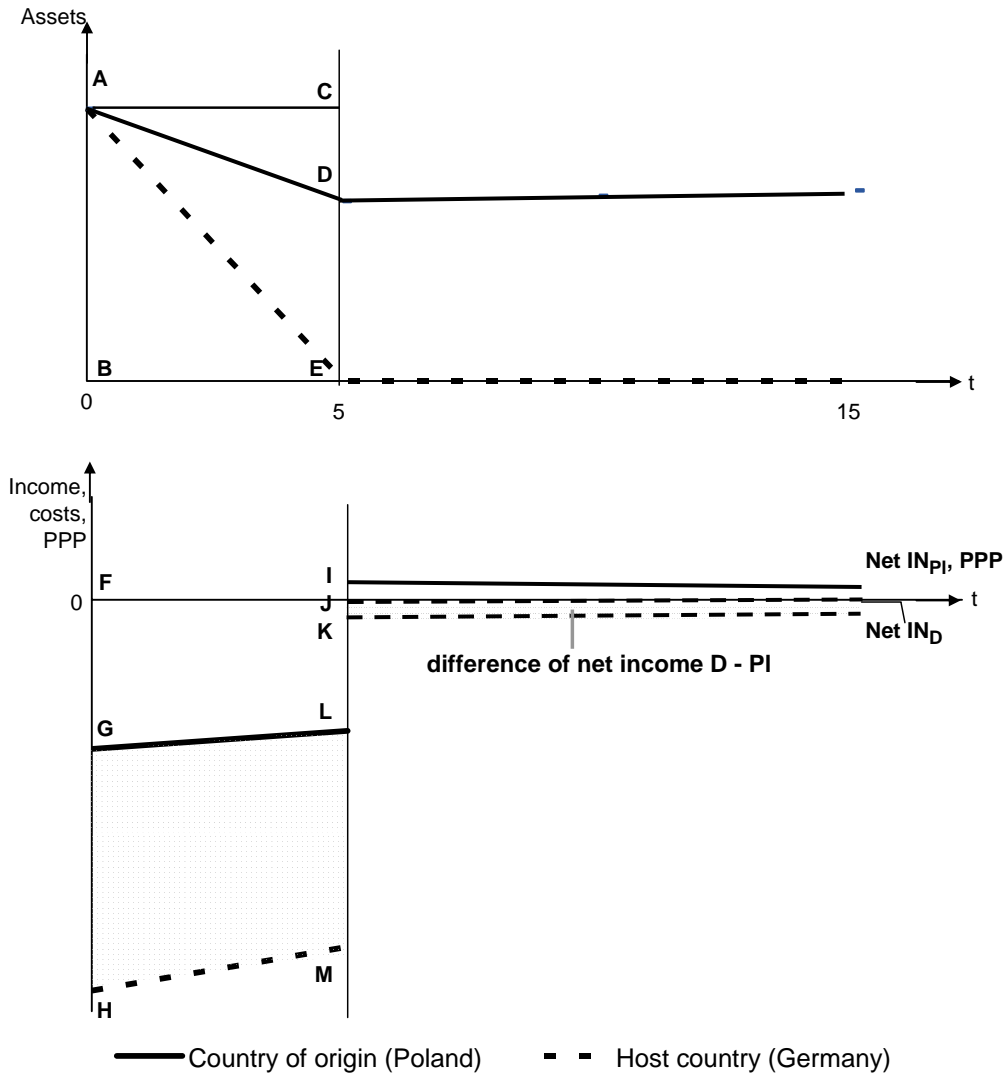 Assets
A
C
D
B
E
t
0
5
15
Income,
costs,
PPP
F
I
Net IN_PI, PPP
0
J
t
K
Net IN_D
difference of net income D - PI
G
L
M
H
Country of origin (Poland)
Host country (Germany)